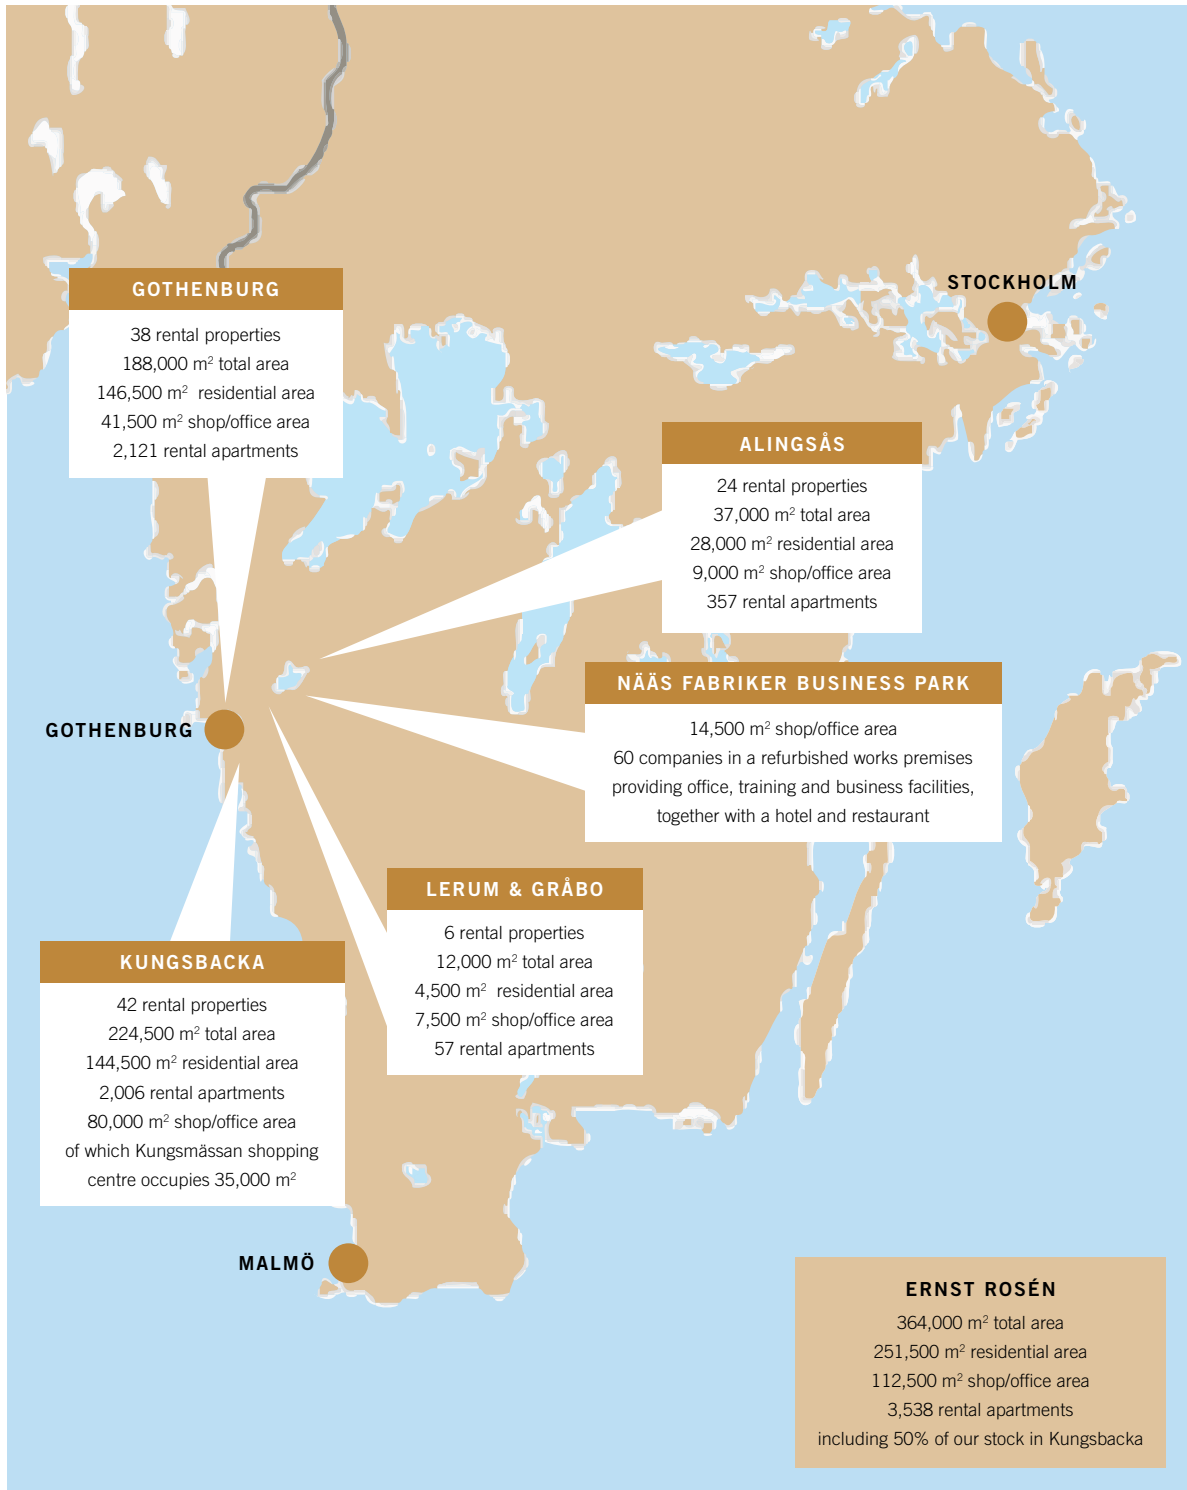 STOCKHOLM
GOTHENBURG
38 rental properties
188,000 m² total area
146,500 m² residential area
41,500 m² shop/office area
2,121 rental apartments
ALINGSÅS
24 rental properties
37,000 m² total area
28,000 m² residential area
9,000 m² shop/office area
357 rental apartments
NÄÄS FABRIKER BUSINESS PARK
14,500 m² shop/office area
60 companies in a refurbished works premises
providing office, training and business facilities,
together with a hotel and restaurant
GOTHENBURG
LERUM & GRÅBO
6 rental properties
12,000 m² total area
4,500 m² residential area
7,500 m² shop/office area
57 rental apartments
KUNGSBACKA
42 rental properties
224,500 m² total area
144,500 m² residential area
2,006 rental apartments
80,000 m² shop/office area
of which Kungsmässan shopping
centre occupies 35,000 m²
MALMÖ
ERNST ROSÉN
364,000 m² total area
251,500 m² residential area
112,500 m² shop/office area
3,538 rental apartments
including 50% of our stock in Kungsbacka